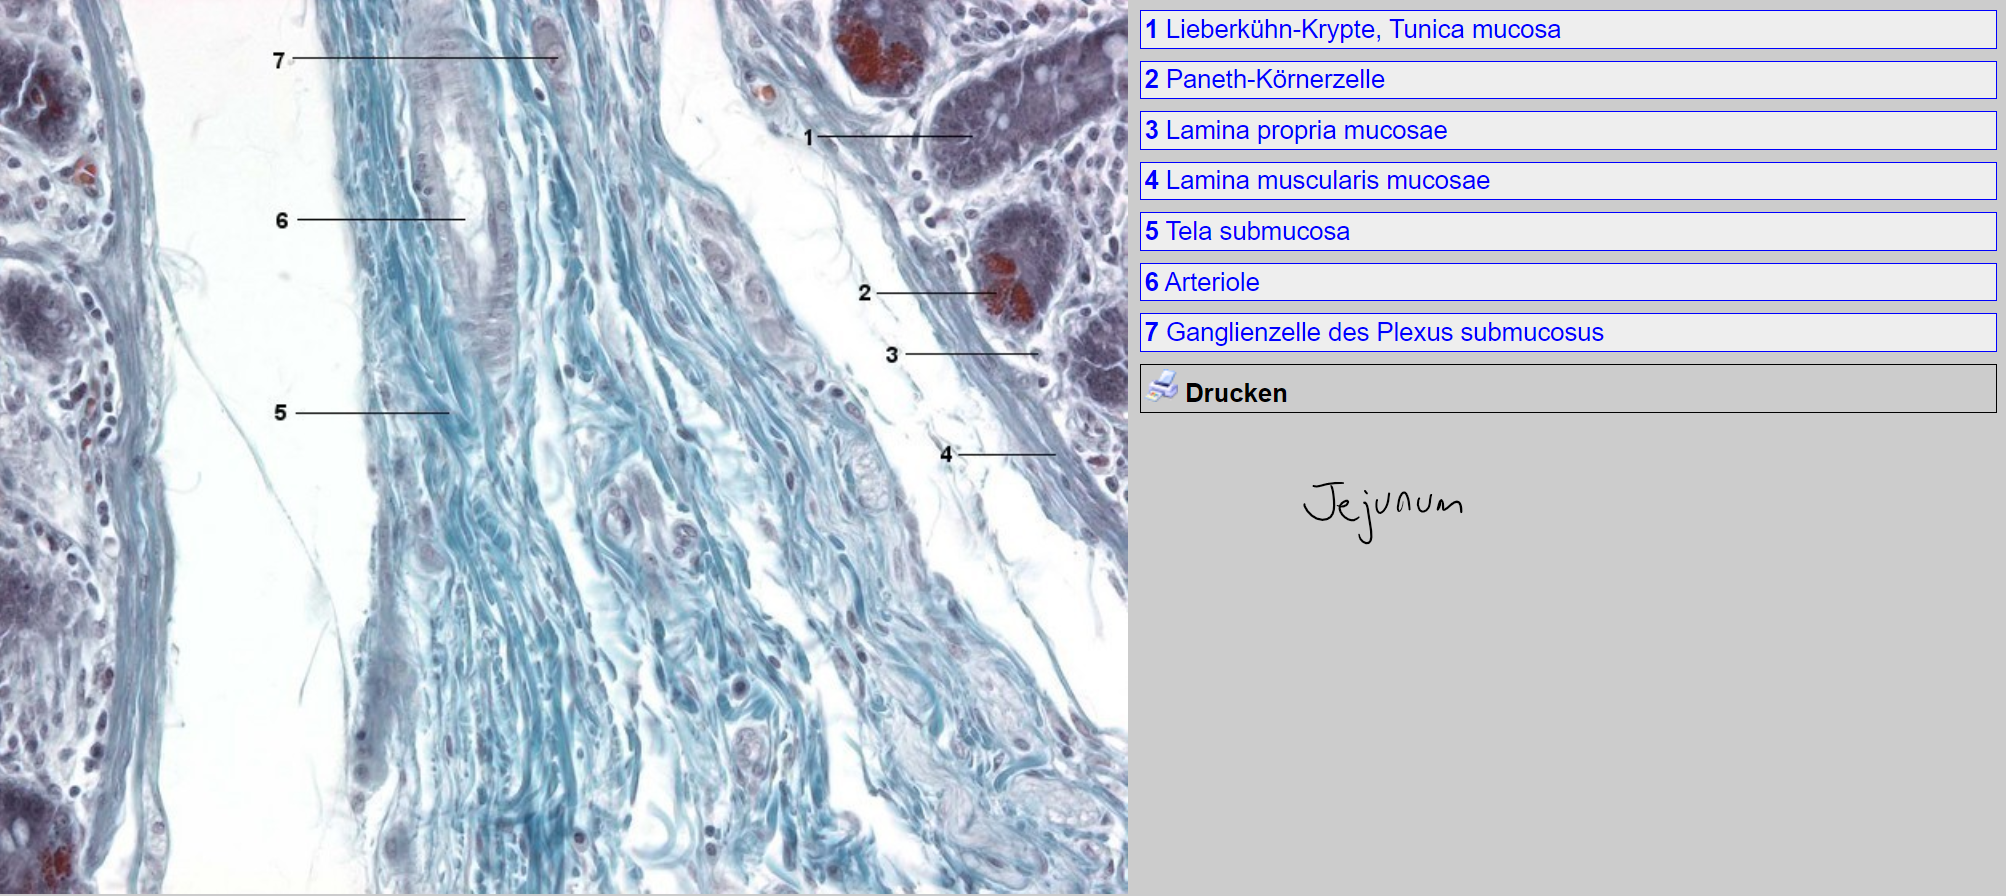 7
1
6
2
3
5
4
1 Lieberkühn-Krypte, Tunica mucosa
2 Paneth-Körnerzelle
3 Lamina propria mucosae
4 Lamina muscularis mucosae
5 Tela submucosa
6 Arteriole
7 Ganglienzelle des Plexus submucosus
Drucken
Jejunum